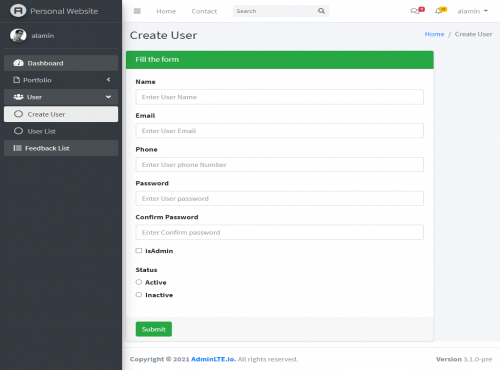 Personal Website
Home
Contact
Search
alamin
alamin
Create User
Home / Create User
Dashboard
Portfolio
User
Create User
User List
Feedback List
Fill the form
Name
Enter User Name
Email
Enter User Email
Phone
Enter User phone Number
Password
Enter User password
Confirm Password
Enter Confirm password
isAdmin
Status
Active
Inactive
Submit
Copyright © 2021 AdminLTE.io. All rights reserved.
Version 3.1.0-pre